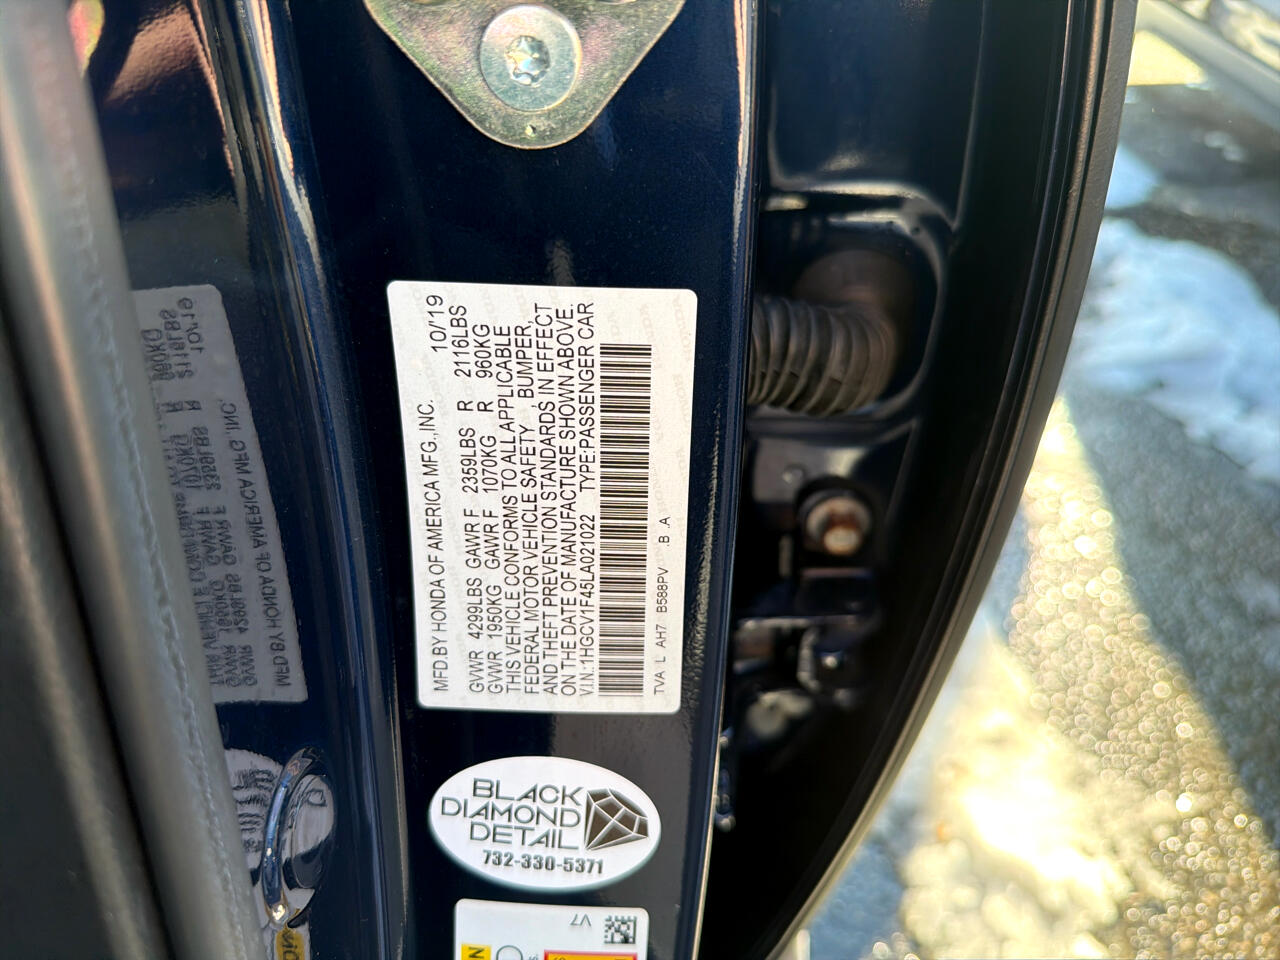 MFD.BY HONDA OF AMERICA MFG.,INC. 10/'19
GVWR 4299LBS GAWR F 2359LBS R 2116LBS
GVWR 1950KG GAWR F 1070KG R 960KG
THIS VEHICLE CONFORMS TO ALL APPLICABLE
FEDERAL MOTOR VEHICLE SAFETY , BUMPER,
AND THEFT PREVENTION STANDARDS IN EFFECT
ON THE DATE OF MANUFACTURE SHOWN ABOVE.
V.I.N.:1HGCV1F45LA021022 TYPE:PASSENGER CAR
TVA L AH7 B588PV B A
BLACK
DIAMOND
DETAIL
732-330-5371
V7